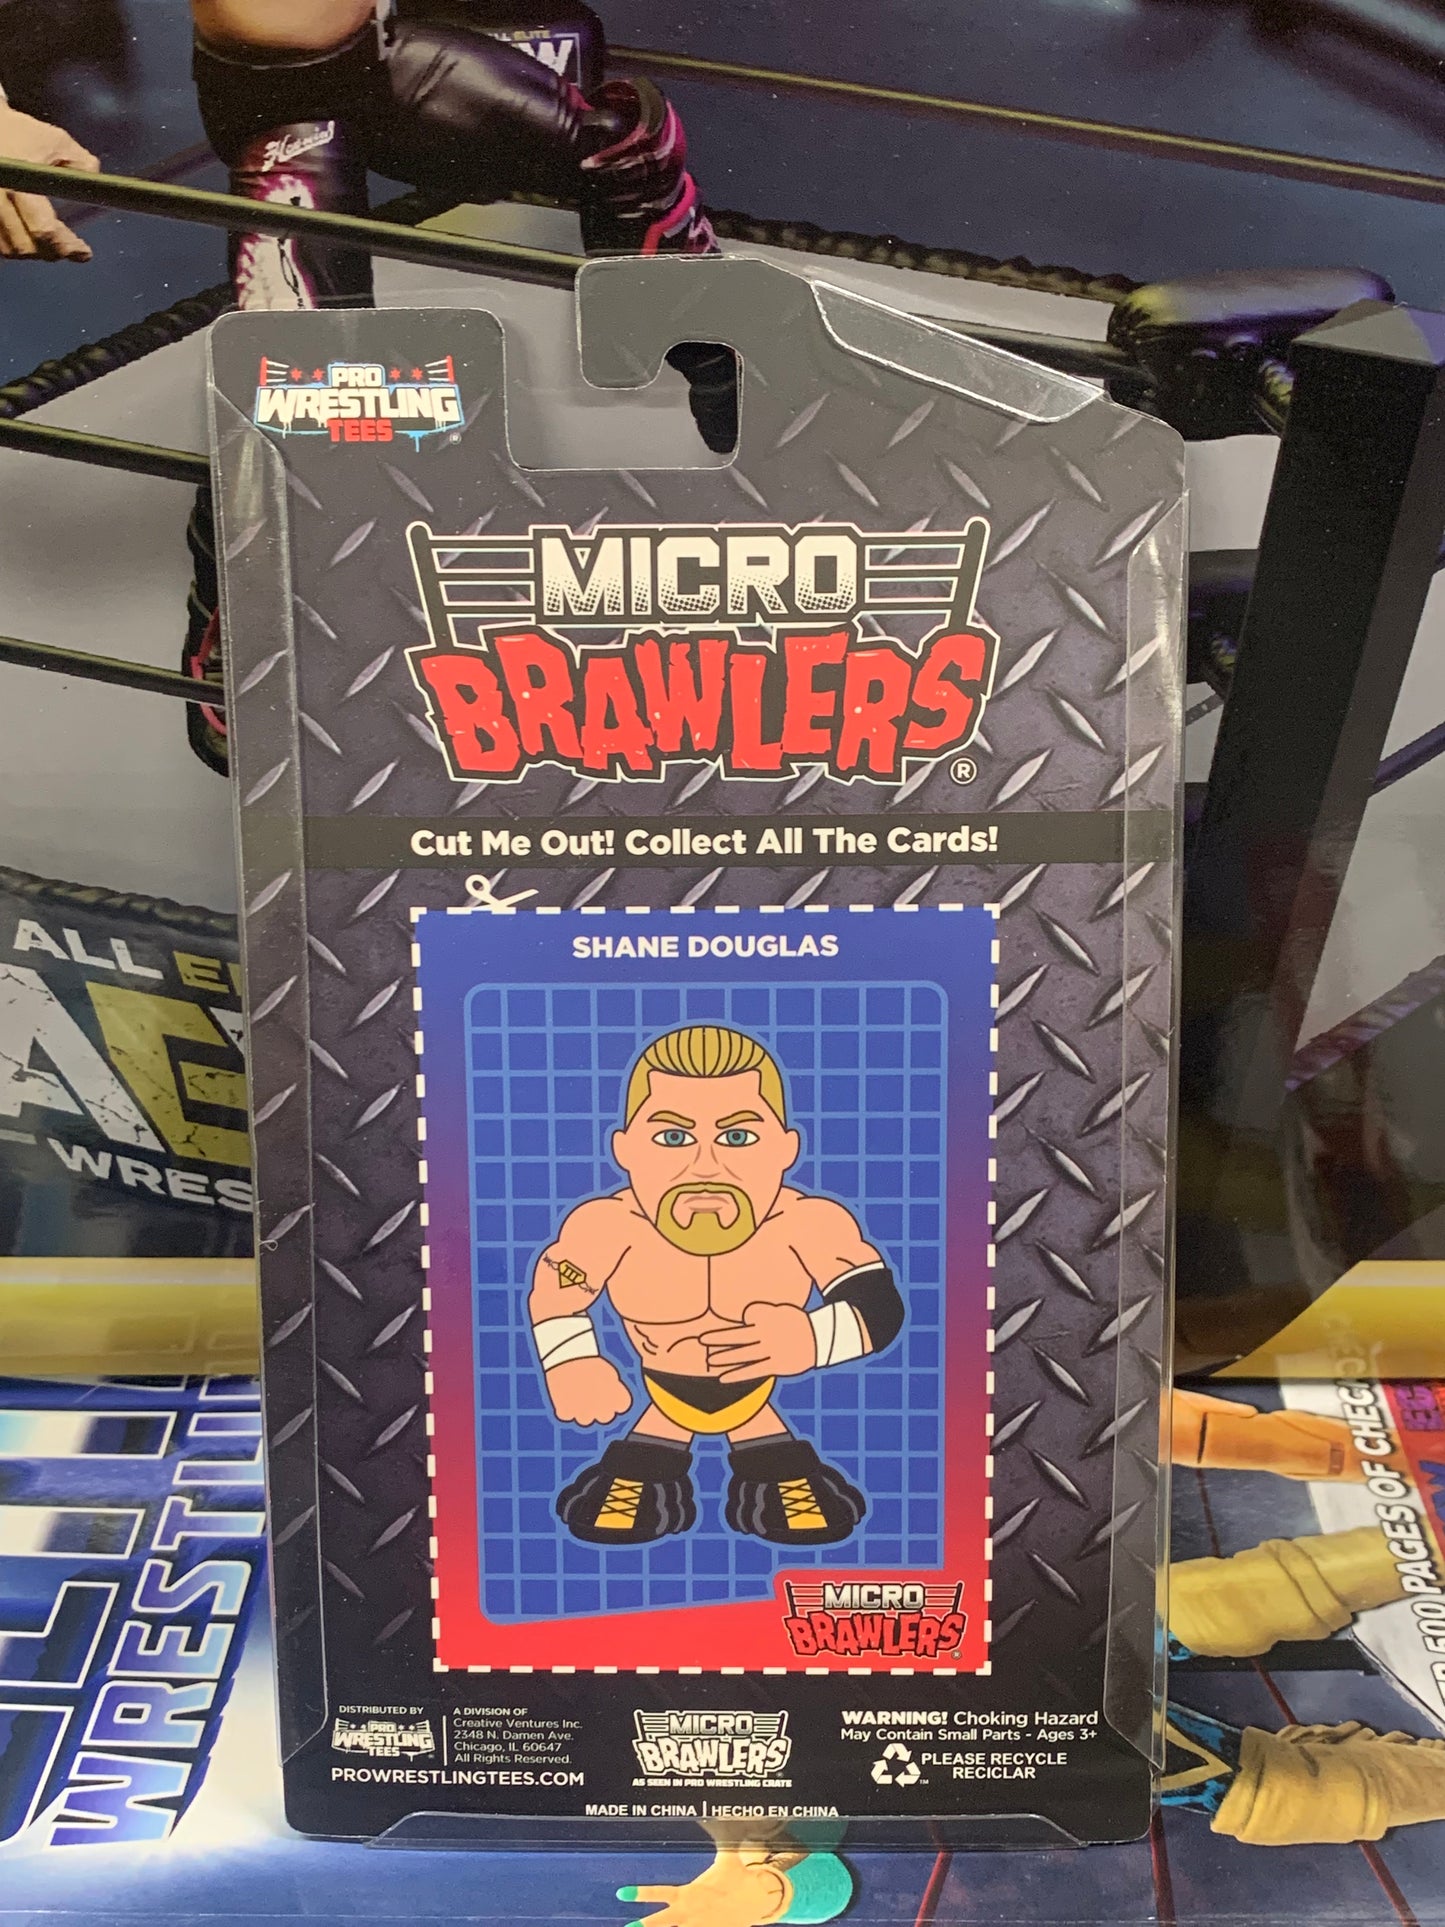 PRO
WRESTLING
TEES
®
MICRO
BRAWLERS
®
Cut Me Out! Collect All The Cards!
SHANE DOUGLAS
III
MICRO
BRAWLERS
®
DISTRIBUTED BY
PRO
WRESTLING
TEES
PROWRESTLINGTEES.COM
A DIVISION OF
Creative Ventures Inc.
2348 N. Damen Ave.
Chicago, IL 60647
All Rights Reserved.
MICRO
BRAWLERS
AS SEEN IN PRO WRESTLING CRATE
WARNING! Choking Hazard
May Contain Small Parts - Ages 3+
PLEASE RECYCLE
RECICLAR
MADE IN CHINA | HECHO EN CHINA
ALL
WRES
WRESTLIN
500 PAGES OF